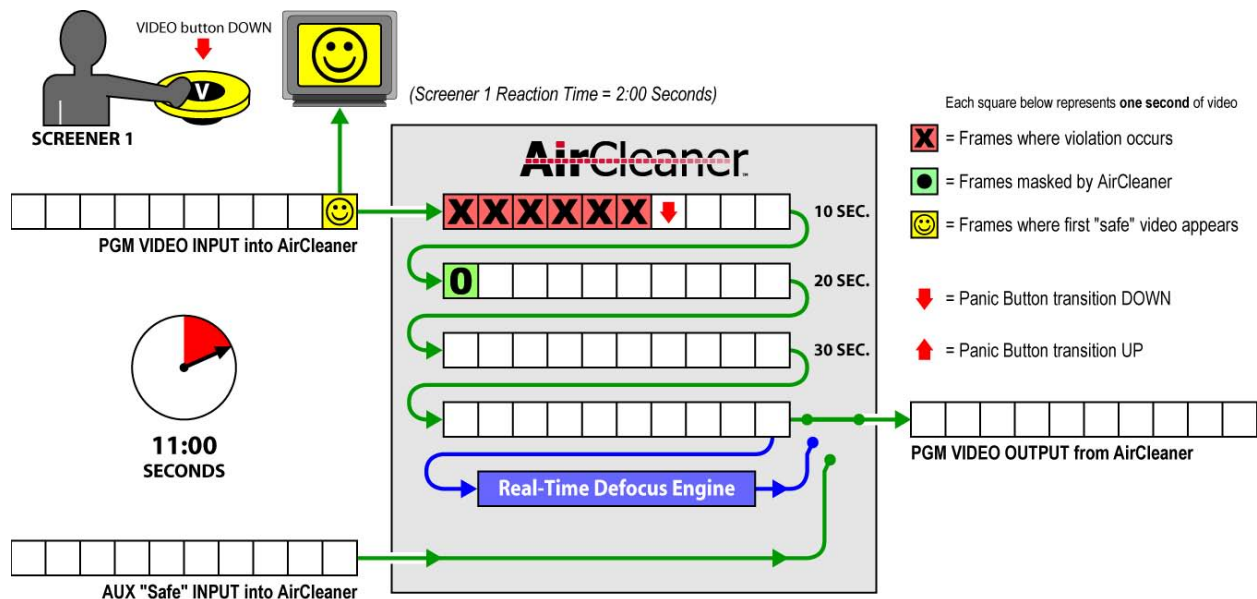 VIDEO button DOWN
V
SCREENER 1
(Screener 1 Reaction Time = 2:00 Seconds)
Each square below represents one second of video
AirCleaner™
X = Frames where violation occurs
= Frames masked by AirCleaner
= Frames where first "safe" video appears
X X X X X X
10 SEC.
PGM VIDEO INPUT into AirCleaner
0
20 SEC.
= Panic Button transition DOWN
30 SEC.
= Panic Button transition UP
11:00
SECONDS
PGM VIDEO OUTPUT from AirCleaner
Real-Time Defocus Engine
AUX "Safe" INPUT into AirCleaner